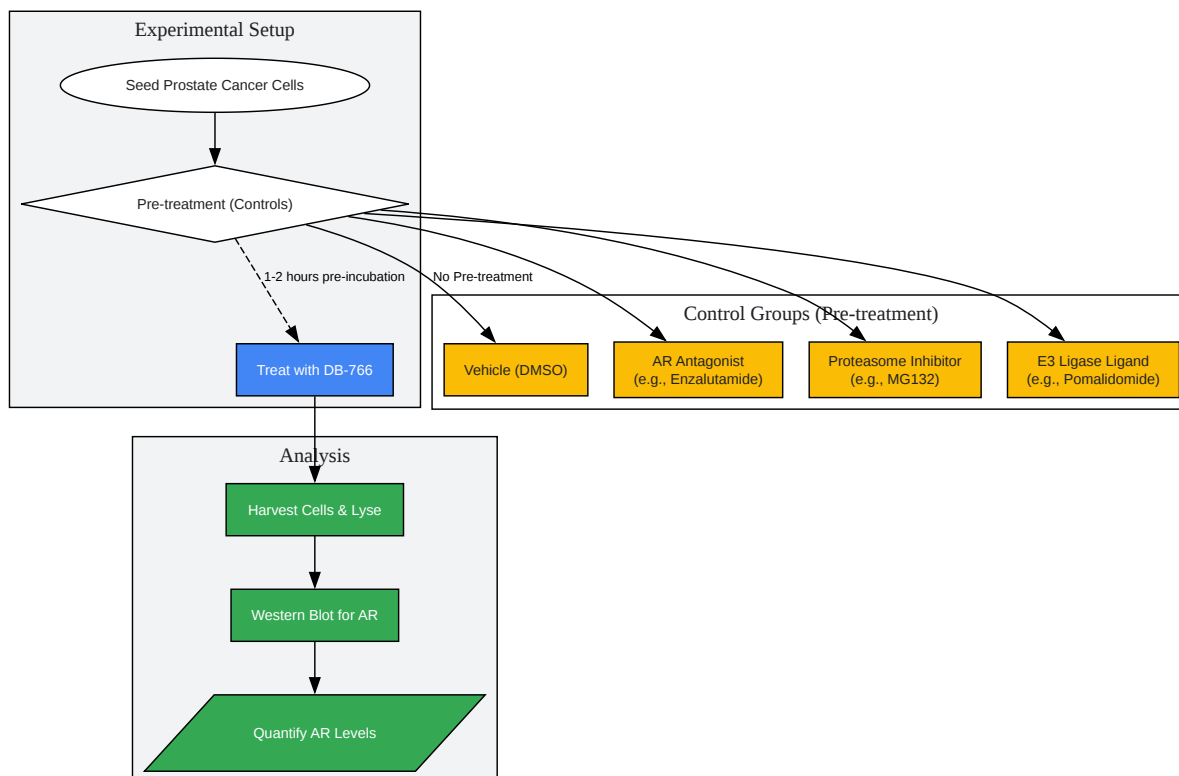 Experimental Setup
Seed Prostate Cancer Cells
Pre-treatment (Controls)
1-2 hours pre-incubation
No Pre-treatment
Control Groups (Pre-treatment)
Treat with DB-766
Vehicle (DMSO)
AR Antagonist
(e.g., Enzalutamide)
Proteasome Inhibitor
(e.g., MG132)
E3 Ligase Ligand
(e.g., Pomalidomide)
Analysis
Harvest Cells & Lyse
Western Blot for AR
Quantify AR Levels